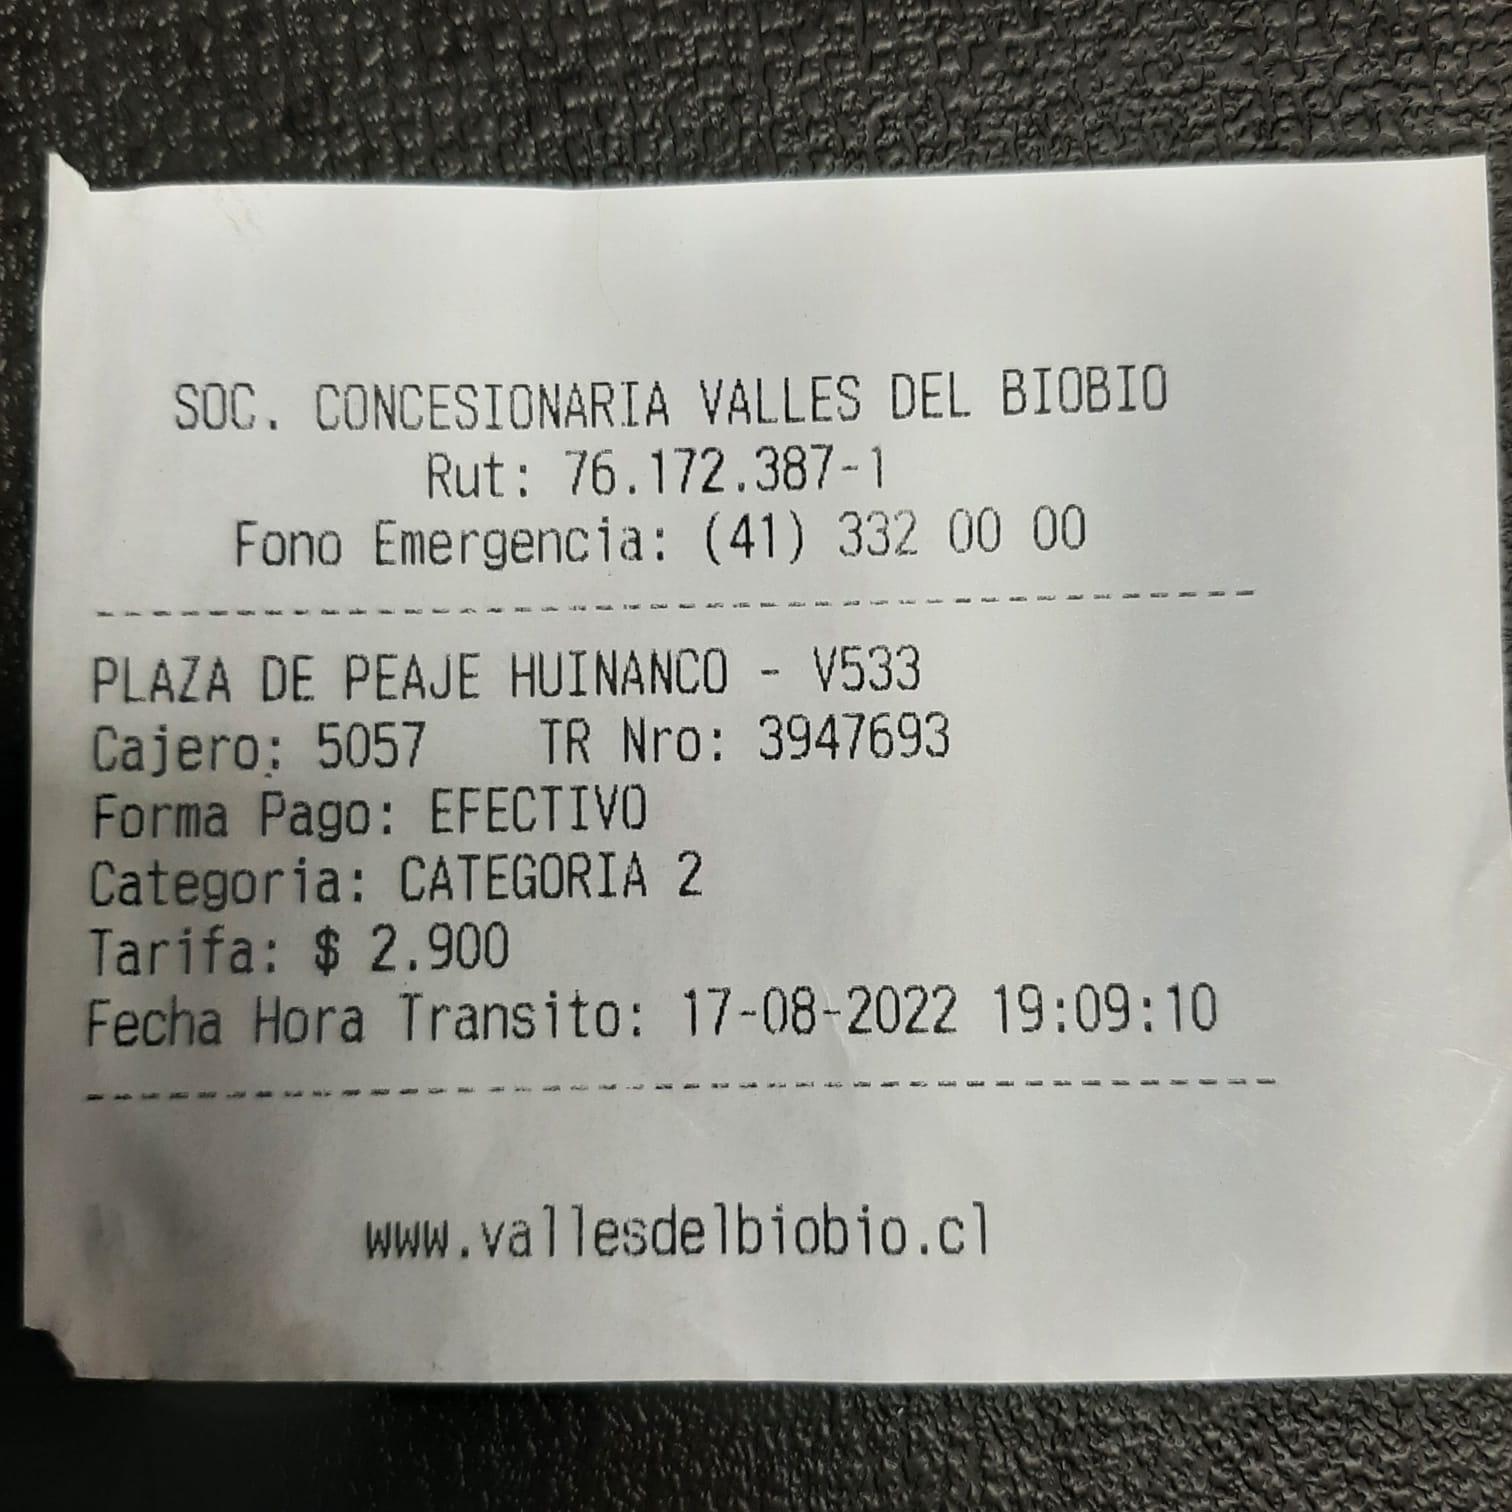 SOC. CONCESIONARIA VALLES DEL BIOBIO
Rut: 76.172.387-1
Fono Emergencia: (41) 332 00 00
------------------------------------------
PLAZA DE PEAJE HUINANCO - V533
Cajero: 5057 TR Nro: 3947693
Forma Pago: EFECTIVO
Categoria: CATEGORIA 2
Tarifa: $ 2.900
Fecha Hora Transito: 17-08-2022 19:09:10
------------------------------------------
www.vallesdelbiobio.cl